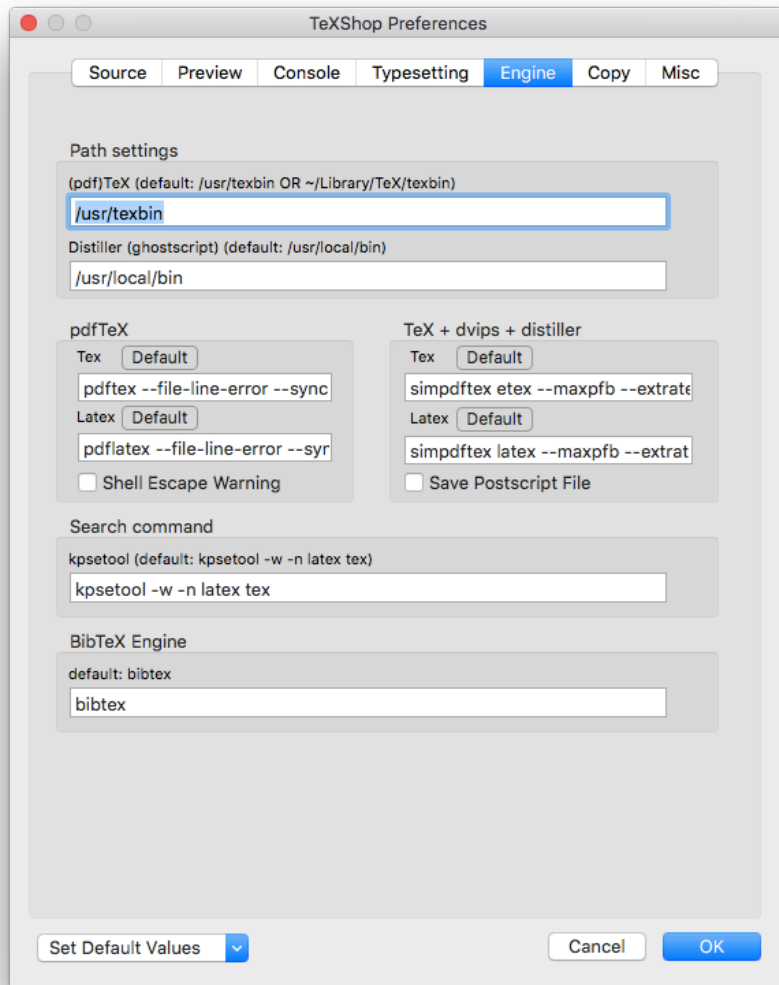 TeXShop Preferences
Source Preview Console Typesetting Engine Copy Misc
Path settings
(pdf)TeX (default: /usr/texbin OR ~/Library/TeX/texbin)
/usr/texbin
Distiller (ghostscript) (default: /usr/local/bin)
/usr/local/bin
pdfTeX
Tex Default
pdftex --file-line-error --sync
Latex Default
pdflatex --file-line-error --syn
Shell Escape Warning
TeX + dvips + distiller
Tex Default
simpdftex etex --maxpfb --extrate
Latex Default
simpdftex latex --maxpfb --extrat
Save Postscript File
Search command
kpsetool (default: kpsetool -w -n latex tex)
kpsetool -w -n latex tex
BibTeX Engine
default: bibtex
bibtex
Set Default Values Cancel OK